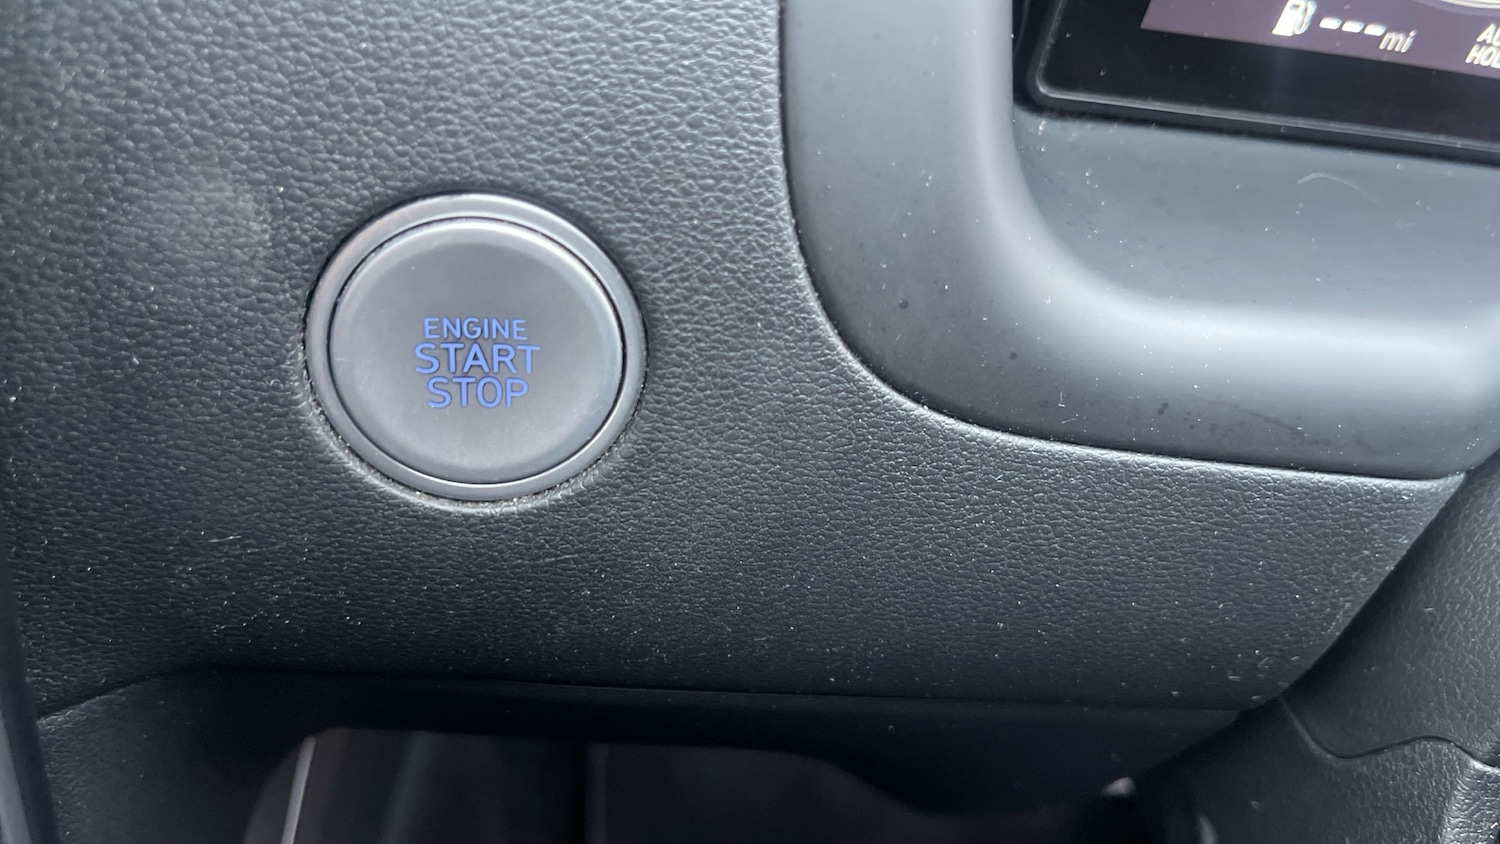 ---mi
ENGINE
START
STOP